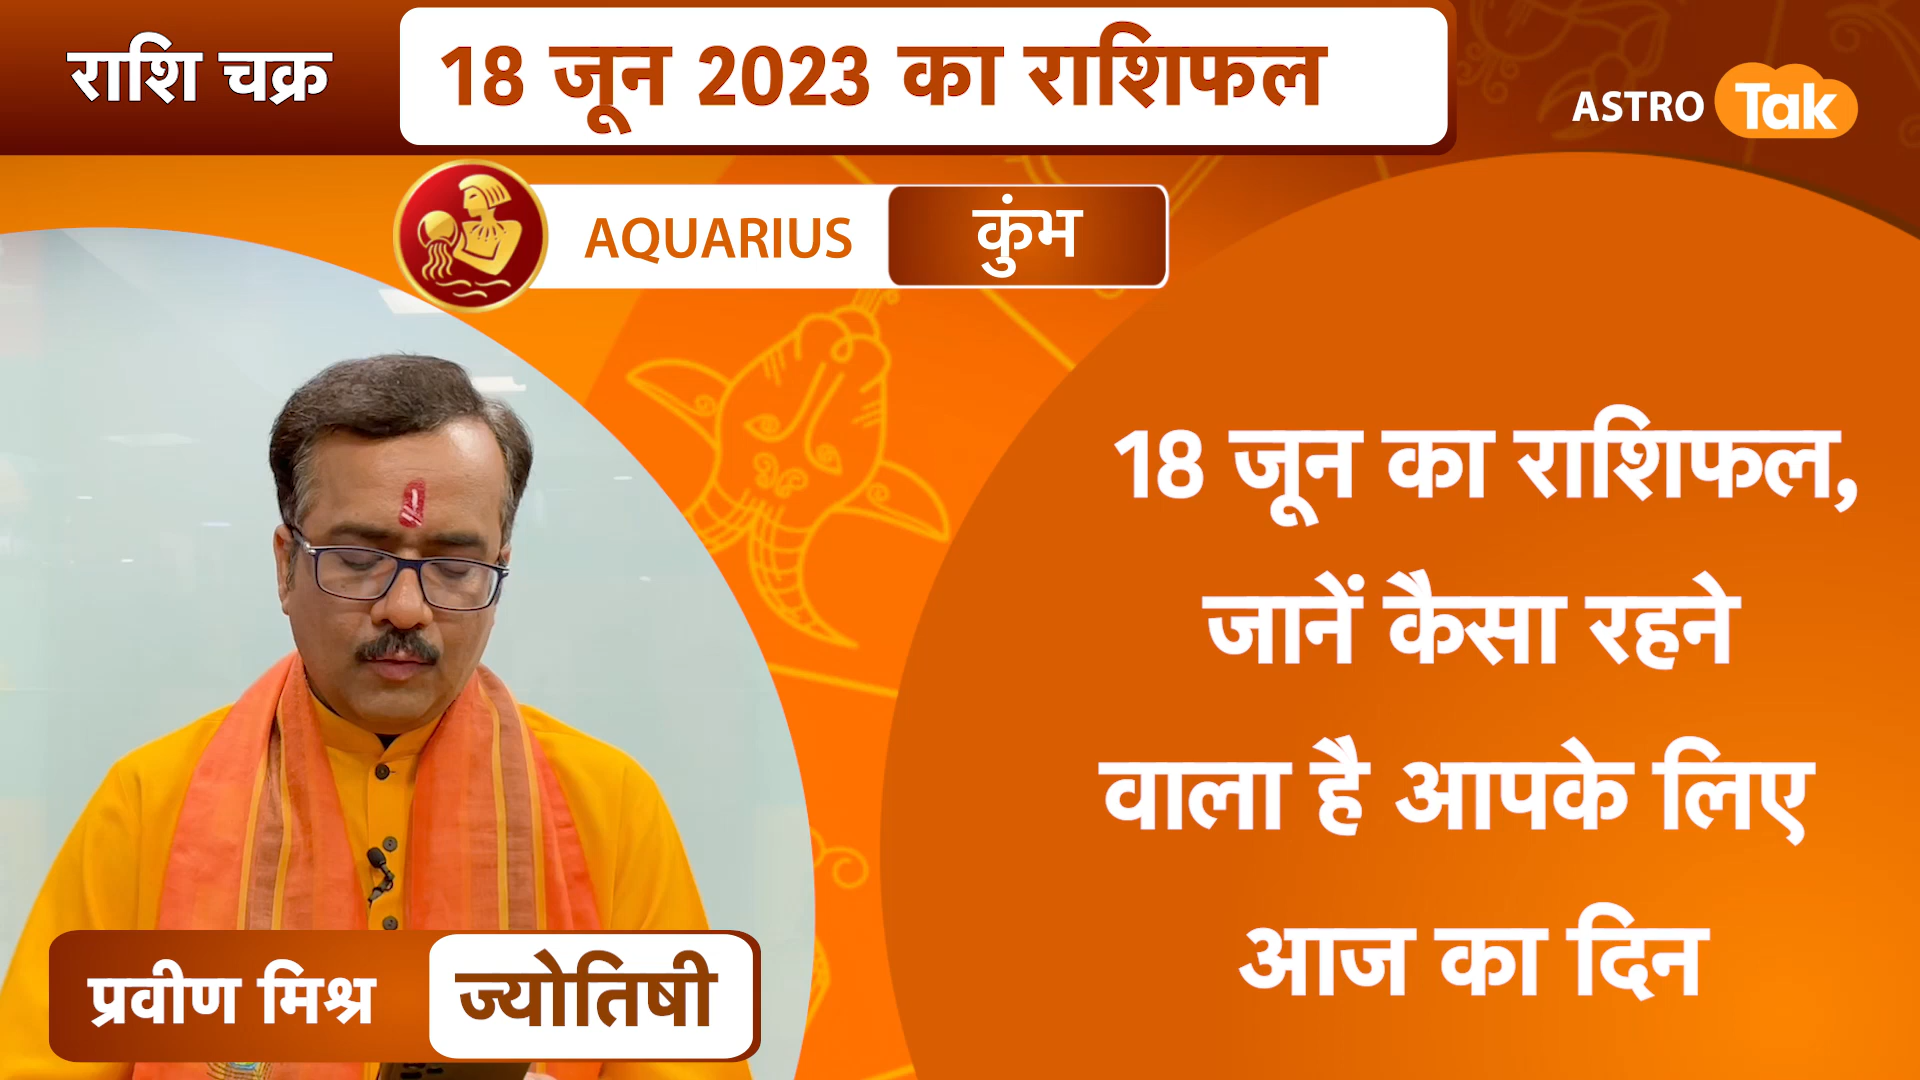 राशि चक्र
18 जून 2023 का राशिफल
ASTRO Tak
AQUARIUS
कुंभ
18 जून का राशिफल,
जानें कैसा रहने
वाला है आपके लिए
आज का दिन
प्रवीण मिश्र
ज्योतिषी